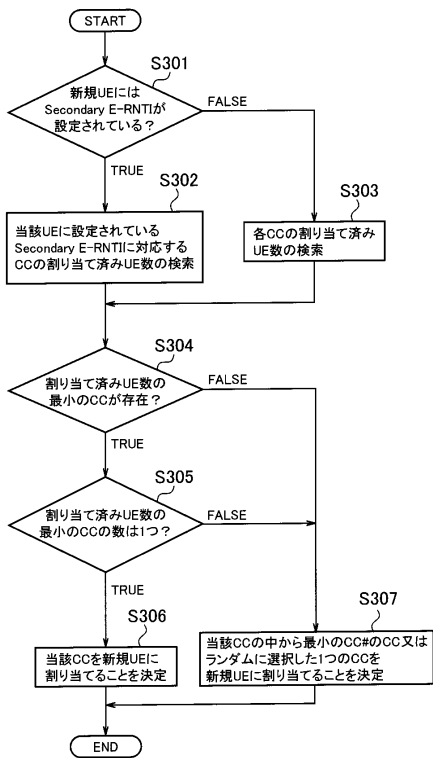 START
S301
新規UEには
Secondary E-RNTIが
設定されている？
FALSE
TRUE
S302
当該UEに設定されている
Secondary E-RNTIに対応する
CCの割り当て済みUE数の検索
S303
各CCの割り当て済み
UE数の検索
S304
割り当て済みUE数の
最小のCCが存在？
FALSE
TRUE
S305
割り当て済みUE数の
最小のCCの数は1つ？
FALSE
TRUE
S306
当該CCを新規UEに
割り当てることを決定
S307
当該CCの中から最小のCC#のCC又は
ランダムに選択した1つのCCを
新規UEに割り当てることを決定
END